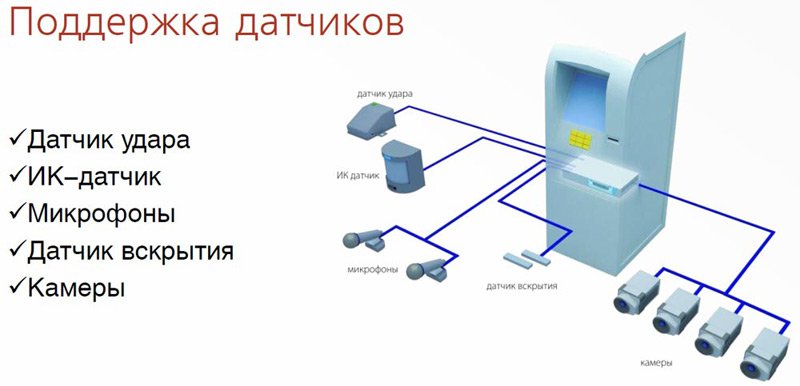 Поддержка датчиков
✓Датчик удара
✓ИК–датчик
✓Микрофоны
✓Датчик вскрытия
✓Камеры
датчик удара
ИК датчик
микрофоны
датчик вскрытия
камеры